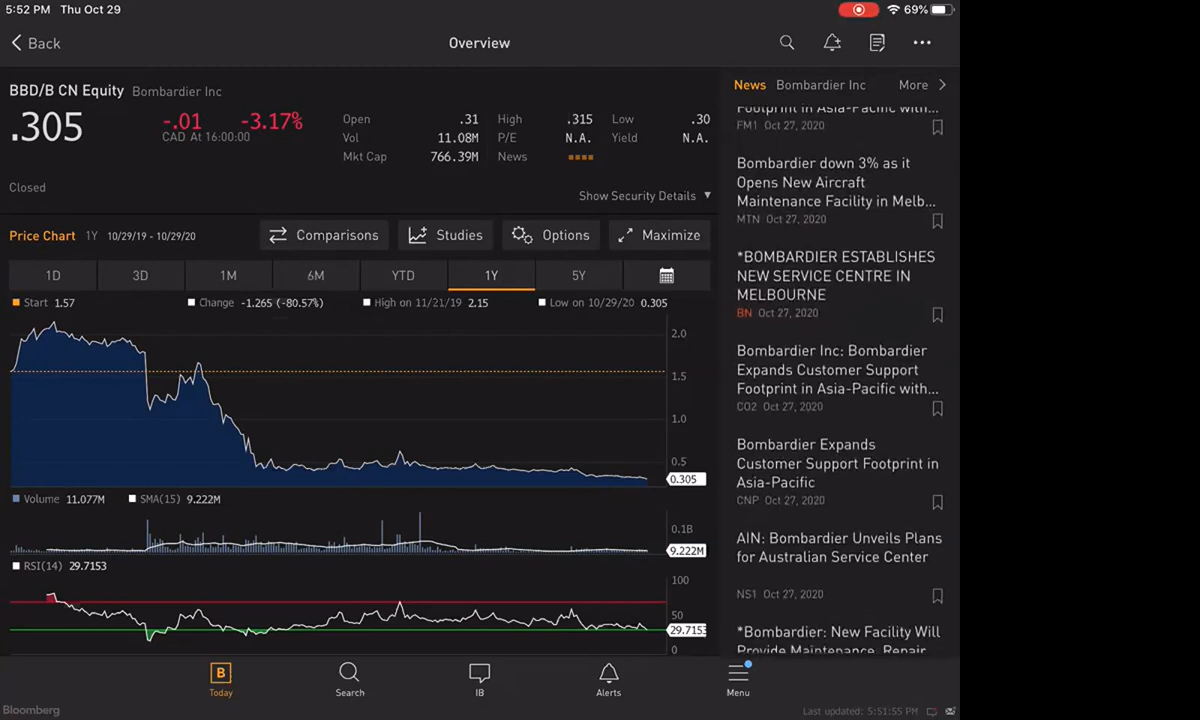 5:52 PM Thu Oct 29
69%
Back
Overview
BBD/B CN Equity Bombardier Inc
.305
-.01 -3.17%
CAD At 16:00:00
Open .31 High .315 Low .30
Vol 11.08M P/E N.A. Yield N.A.
Mkt Cap 766.39M News
Closed
Show Security Details
Price Chart 1Y 10/29/19 - 10/29/20
Comparisons
Studies
Options
Maximize
1D 3D 1M 6M YTD 1Y 5Y
Start 1.57 Change -1.265 (-80.57%) High on 11/21/19 2.15 Low on 10/29/20 0.305
2.0
1.5
1.0
0.5
0.305
Volume 11.077M SMA(15) 9.222M
0.1B
9.222M
RSI(14) 29.7153
100
50
29.7153
0
News Bombardier Inc More
Footprint in Asia-Pacific with...
FM1 Oct 27, 2020
Bombardier down 3% as it
Opens New Aircraft
Maintenance Facility in Melb...
MTN Oct 27, 2020
*BOMBARDIER ESTABLISHES
NEW SERVICE CENTRE IN
MELBOURNE
BN Oct 27, 2020
Bombardier Inc: Bombardier
Expands Customer Support
Footprint in Asia-Pacific with...
CO2 Oct 27, 2020
Bombardier Expands
Customer Support Footprint in
Asia-Pacific
CNP Oct 27, 2020
AIN: Bombardier Unveils Plans
for Australian Service Center
NS1 Oct 27, 2020
*Bombardier: New Facility Will
Provide Maintenance, Repair
B
Today
Search
IB
Alerts
Menu
Bloomberg
Last updated: 5:51:55 PM